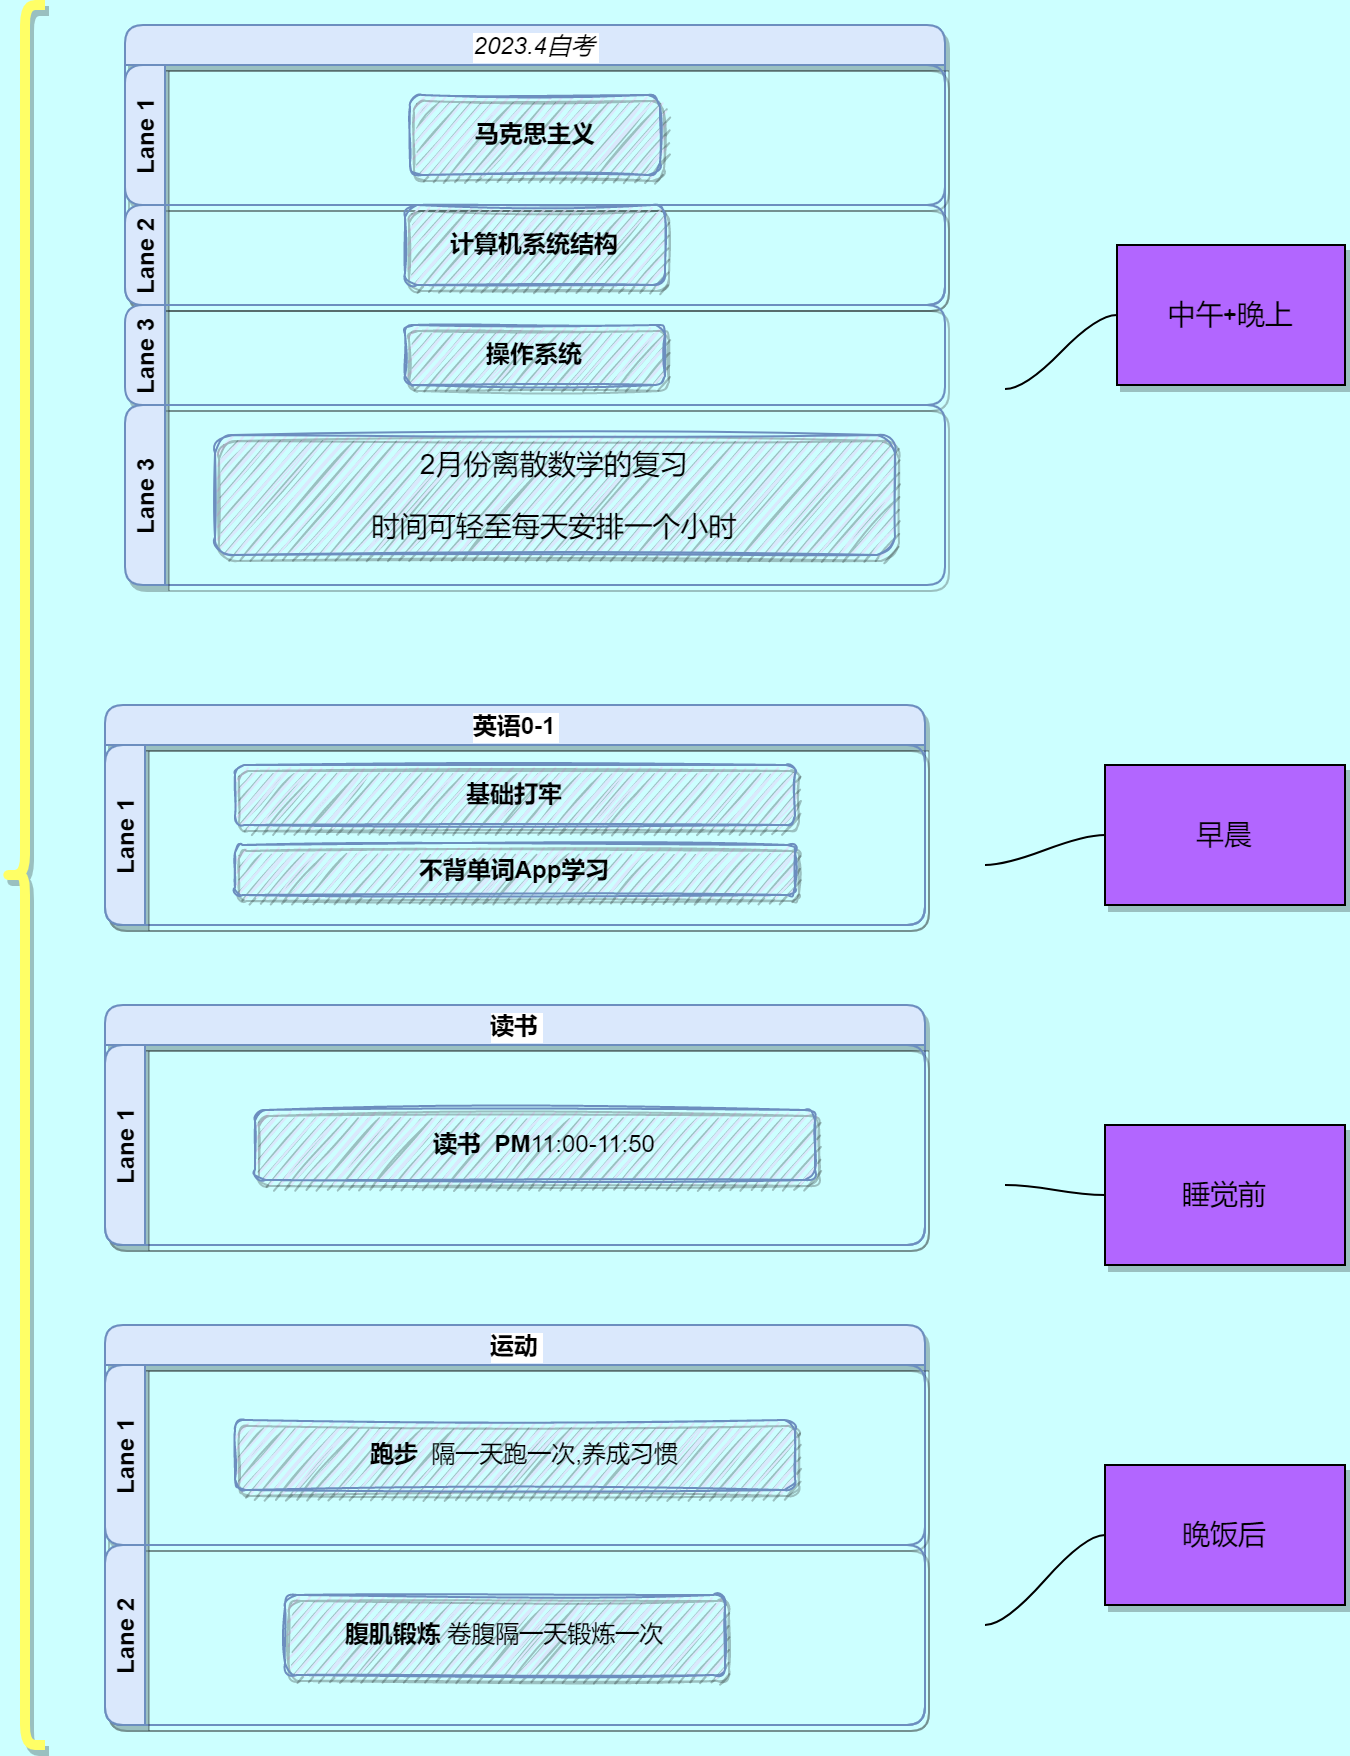 2023.4自考
Lane 1
马克思主义
Lane 2
计算机系统结构
Lane 3
操作系统
中午+晚上
Lane 3
2月份离散数学的复习
时间可轻至每天安排一个小时
英语0-1
Lane 1
基础打牢
不背单词App学习
早晨
读书
Lane 1
读书 PM11:00-11:50
睡觉前
运动
Lane 1
跑步 隔一天跑一次,养成习惯
晚饭后
Lane 2
腹肌锻炼 卷腹隔一天锻炼一次